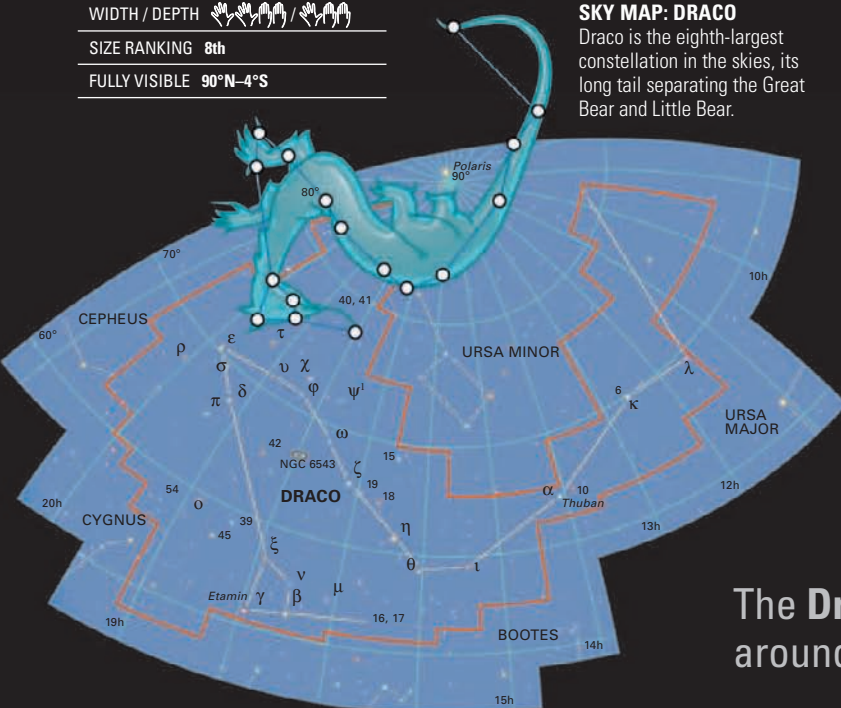 WIDTH / DEPTH /
SIZE RANKING 8th
FULLY VISIBLE 90°N–4°S
SKY MAP: DRACO
Draco is the eighth-largest
constellation in the skies, its
long tail separating the Great
Bear and Little Bear.
Polaris
90°
80°
70°
60°
10h
CEPHEUS
40, 41
ρ
ε
τ
σ
υ
χ
URSA MINOR
λ
π
δ
φ
ψ¹
6
κ
URSA
MAJOR
ω
42
NGC 6543
15
ζ
19
18
DRACO
α
10
Thuban
12h
54
ο
20h
CYGNUS
39
45
η
13h
ξ
θ
ι
ν
μ
Etamin
γ
β
16, 17
19h
BOOTES
14h
15h
The Dr
around